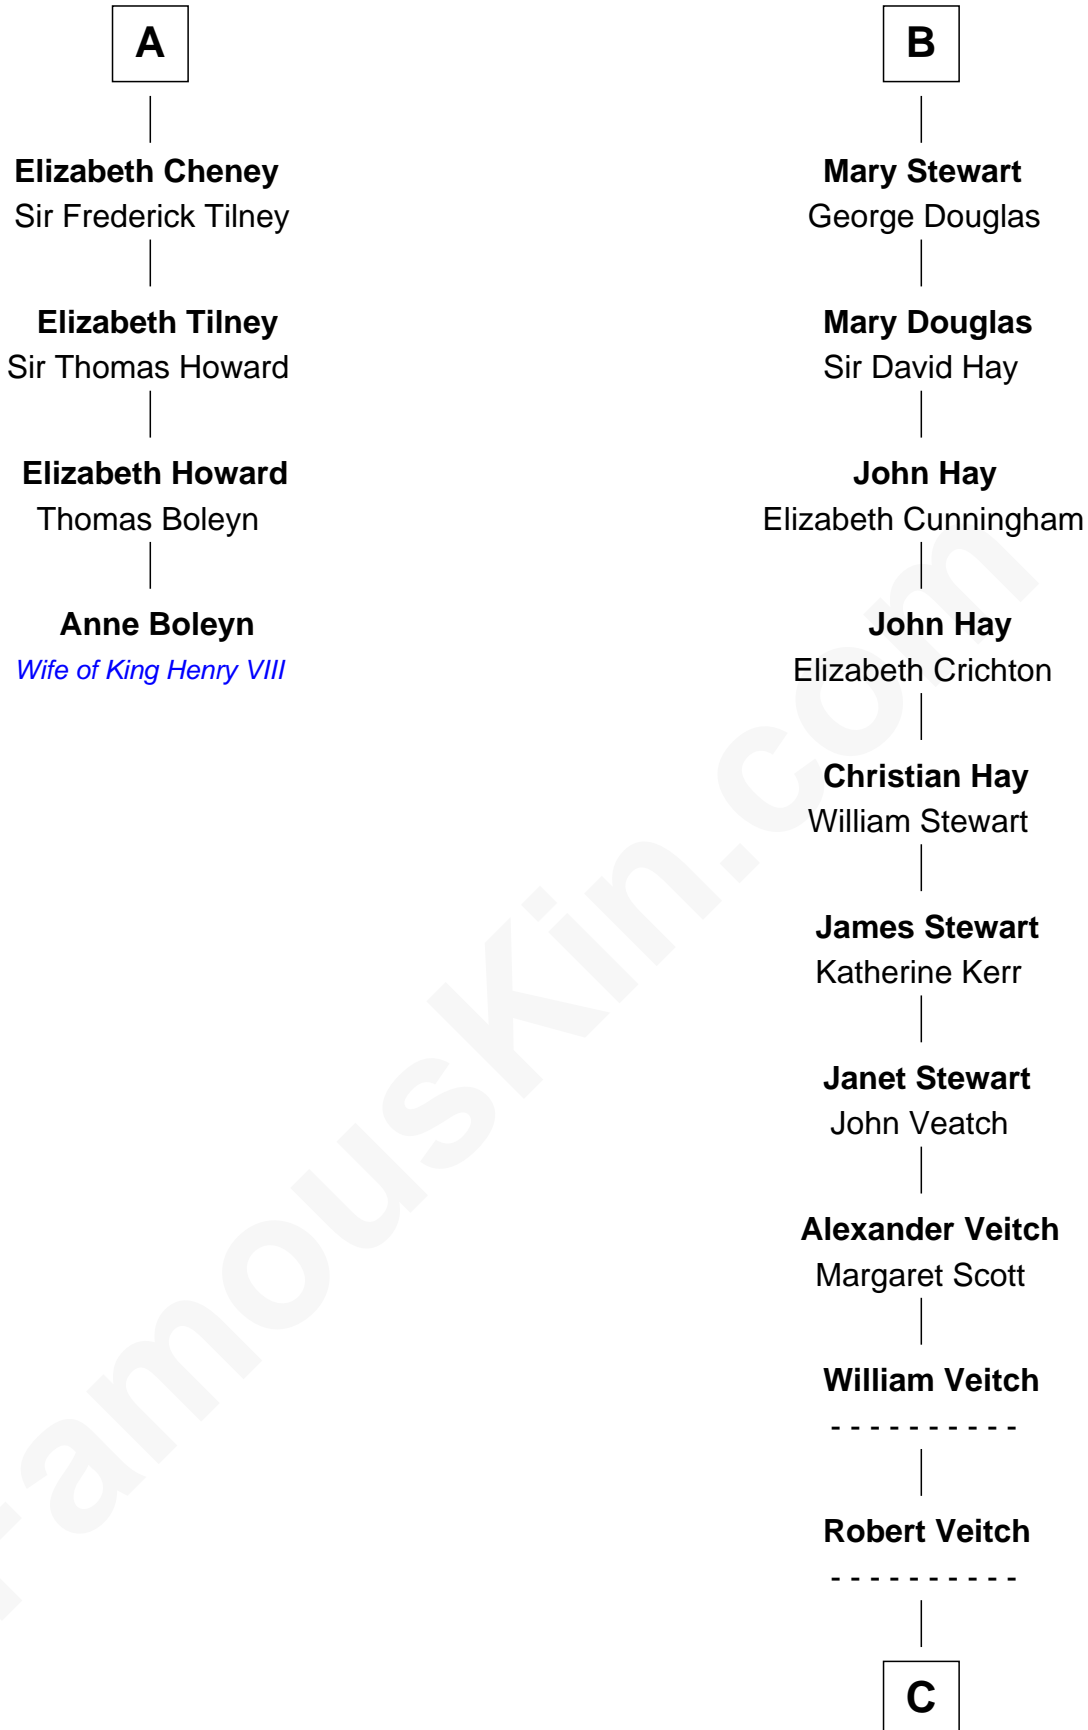 A
Elizabeth Cheney
Sir Frederick Tilney
Elizabeth Tilney
Sir Thomas Howard
Elizabeth Howard
Thomas Boleyn
Anne Boleyn
Wife of King Henry VIII
B
Mary Stewart
George Douglas
Mary Douglas
Sir David Hay
John Hay
Elizabeth Cunningham
John Hay
Elizabeth Crichton
Christian Hay
William Stewart
James Stewart
Katherine Kerr
Janet Stewart
John Veatch
Alexander Veitch
Margaret Scott
William Veitch
- - - - - - - - - -
Robert Veitch
- - - - - - - - - -
C
FamousKin.com